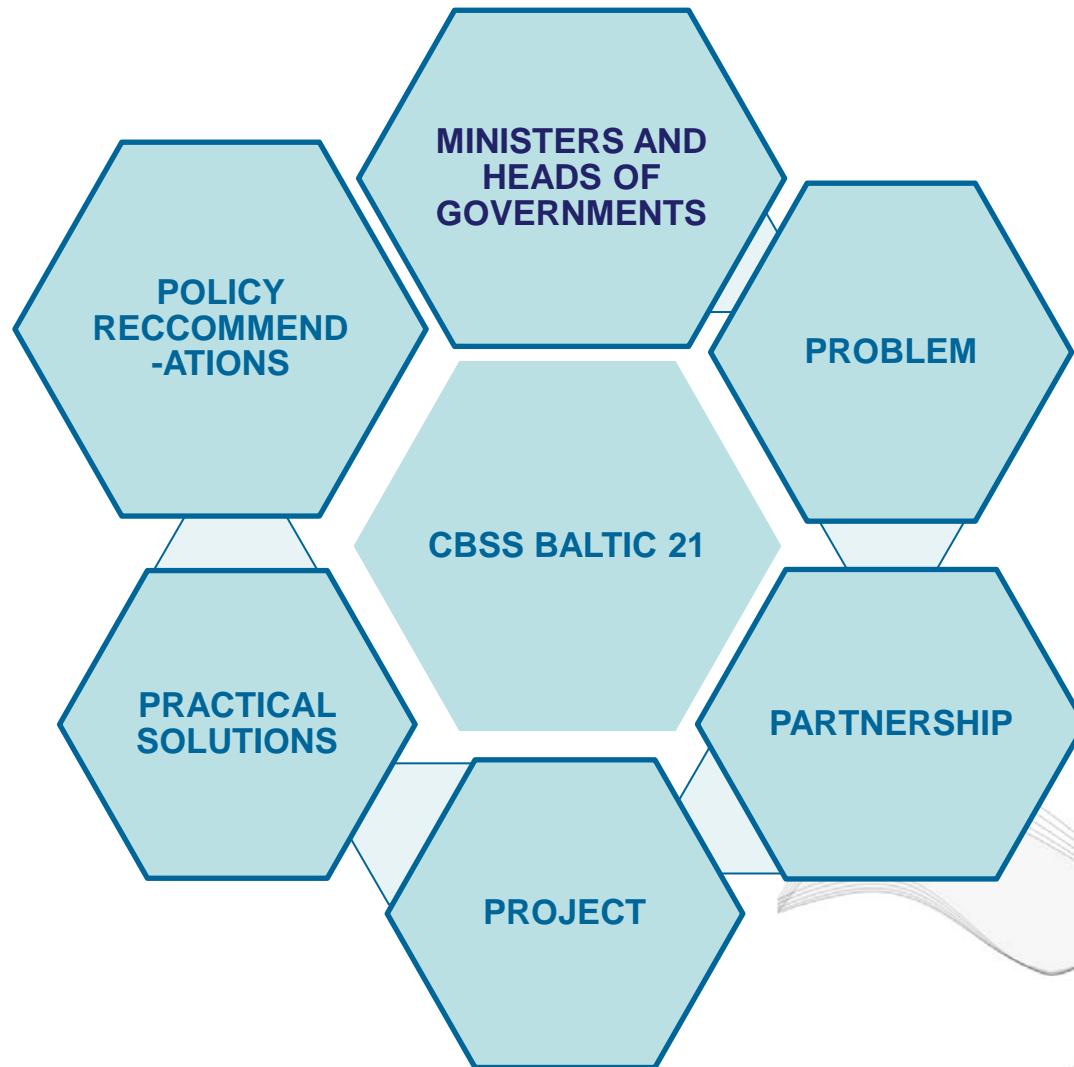 MINISTERS AND
HEADS OF
GOVERNMENTS
POLICY
RECCOMMEND
-ATIONS
PROBLEM
CBSS BALTIC 21
PRACTICAL
SOLUTIONS
PARTNERSHIP
PROJECT